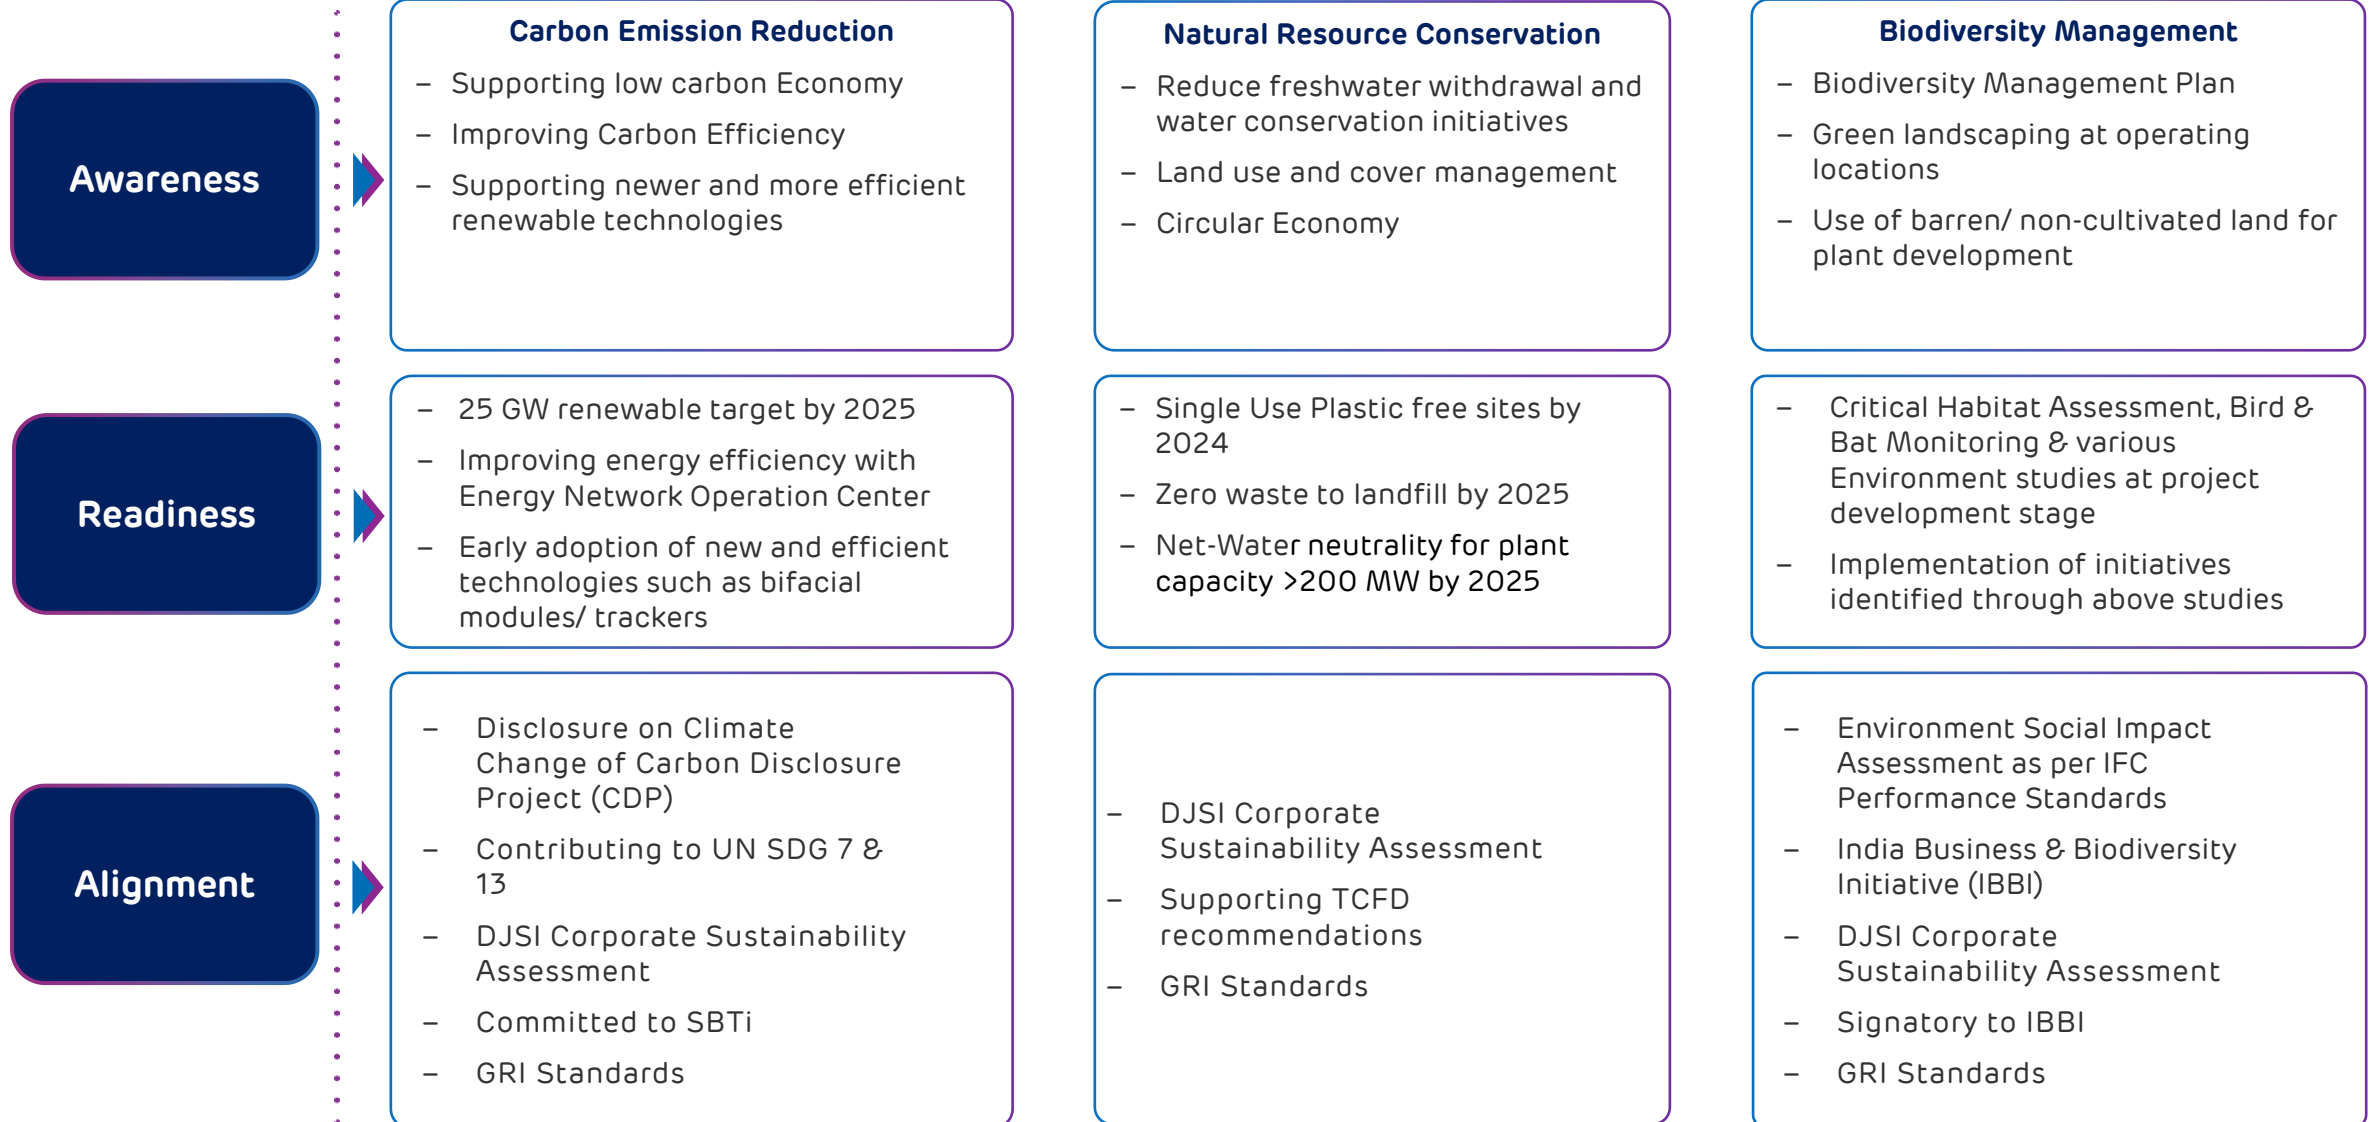 Awareness
Carbon Emission Reduction
– Supporting low carbon Economy
– Improving Carbon Efficiency
– Supporting newer and more efficient
renewable technologies
Natural Resource Conservation
– Reduce freshwater withdrawal and
water conservation initiatives
– Land use and cover management
– Circular Economy
Biodiversity Management
– Biodiversity Management Plan
– Green landscaping at operating
locations
– Use of barren/ non-cultivated land for
plant development
Readiness
– 25 GW renewable target by 2025
– Improving energy efficiency with
Energy Network Operation Center
– Early adoption of new and efficient
technologies such as bifacial
modules/ trackers
– Single Use Plastic free sites by
2024
– Zero waste to landfill by 2025
– Net-Water neutrality for plant
capacity >200 MW by 2025
– Critical Habitat Assessment, Bird &
Bat Monitoring & various
Environment studies at project
development stage
– Implementation of initiatives
identified through above studies
Alignment
– Disclosure on Climate
Change of Carbon Disclosure
Project (CDP)
– Contributing to UN SDG 7 &
13
– DJSI Corporate Sustainability
Assessment
– Committed to SBTi
– GRI Standards
– DJSI Corporate
Sustainability Assessment
– Supporting TCFD
recommendations
– GRI Standards
– Environment Social Impact
Assessment as per IFC
Performance Standards
– India Business & Biodiversity
Initiative (IBBI)
– DJSI Corporate
Sustainability Assessment
– Signatory to IBBI
– GRI Standards